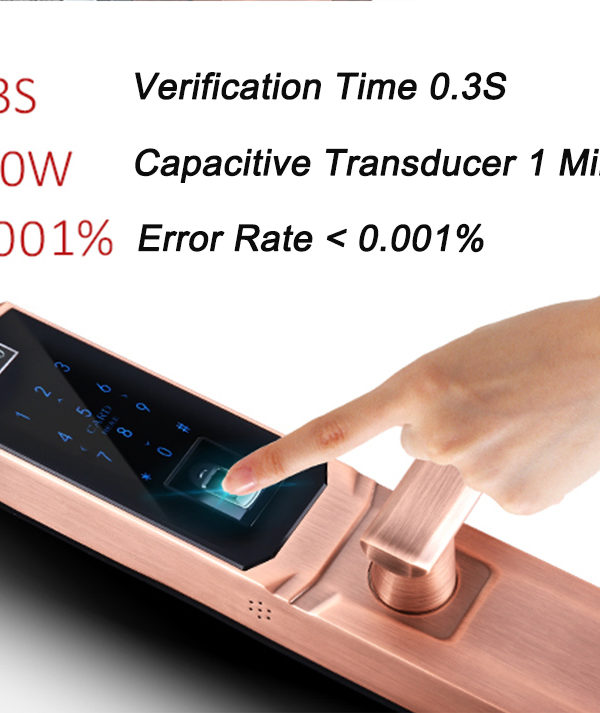 3S Verification Time 0.3S
0W Capacitive Transducer 1 Mi
001% Error Rate < 0.001%
1 2 3
4 5 6
7 8 9
* 0 #
CARD